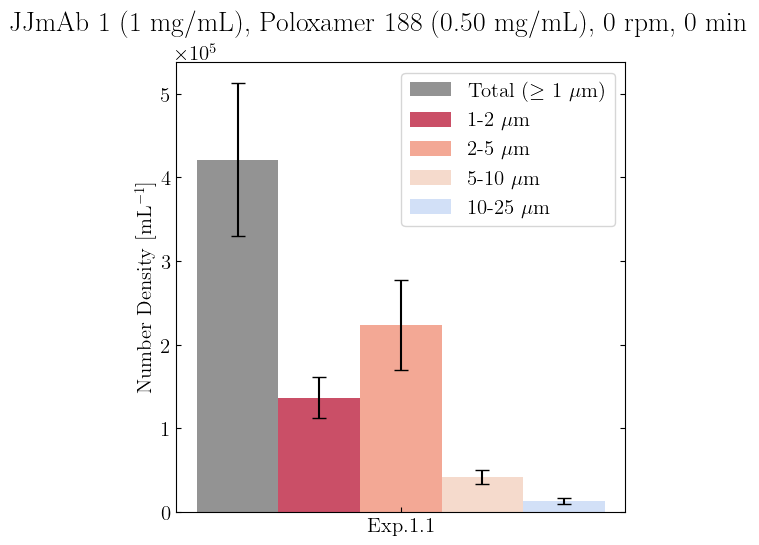 JJmAb 1 (1 mg/mL), Poloxamer 188 (0.50 mg/mL), 0 rpm, 0 min
×10⁵
5
4
3
2
1
0
Number Density [mL⁻¹]
Total (≥ 1 μm)
1-2 μm
2-5 μm
5-10 μm
10-25 μm
Exp.1.1